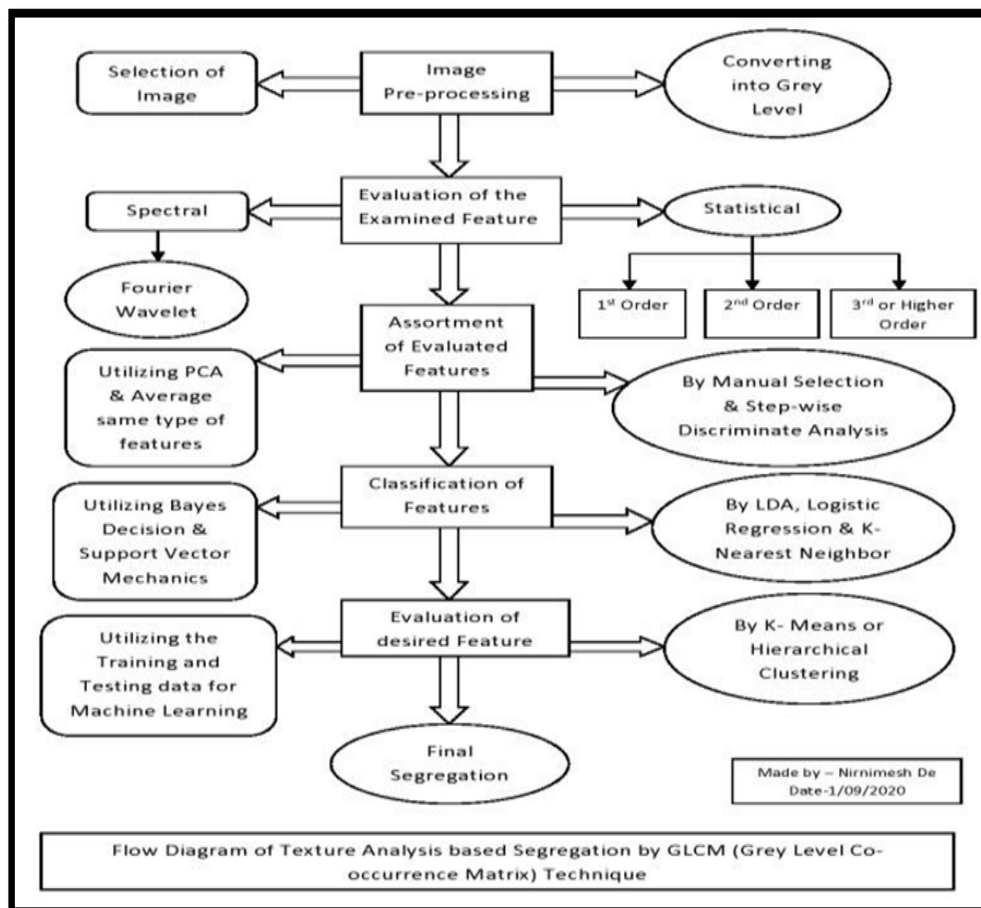 Selection of
Image
Image
Pre-processing
Converting
into Grey
Level
Spectral
Evaluation of the
Examined Feature
Statistical
Fourier
Wavelet
1st Order
2nd Order
3rd or Higher
Order
Assortment
of Evaluated
Features
Utilizing PCA
& Average
same type of
features
By Manual Selection
& Step-wise
Discriminate Analysis
Classification of
Features
Utilizing Bayes
Decision &
Support Vector
Mechanics
By LDA, Logistic
Regression & K-
Nearest Neighbor
Evaluation of
desired Feature
Utilizing the
Training and
Testing data for
Machine Learning
By K- Means or
Hierarchical
Clustering
Final
Segregation
Made by – Nirnimesh De
Date-1/09/2020
Flow Diagram of Texture Analysis based Segregation by GLCM (Grey Level Co-
occurrence Matrix) Technique